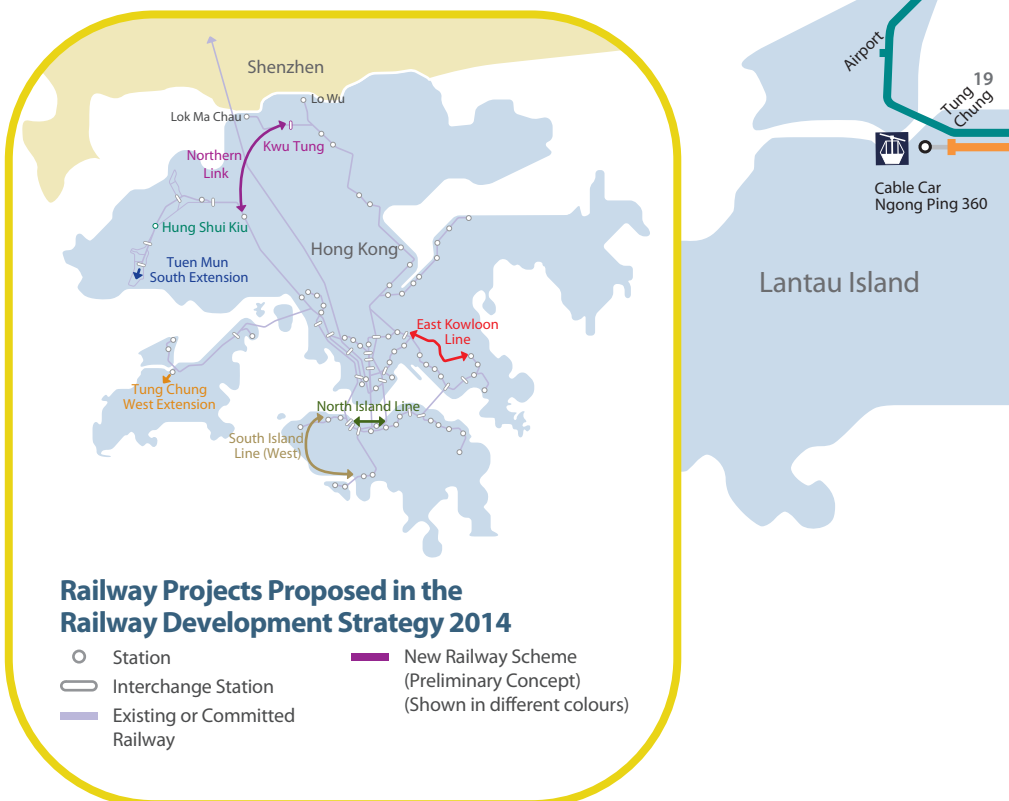 Shenzhen
Lo Wu
Lok Ma Chau
Kwu Tung
Northern
Link
Hung Shui Kiu
Hong Kong
Tuen Mun
South Extension
East Kowloon
Line
Tung Chung
West Extension
North Island Line
South Island
Line (West)
Railway Projects Proposed in the
Railway Development Strategy 2014
Station
Interchange Station
Existing or Committed
Railway
New Railway Scheme
(Preliminary Concept)
(Shown in different colours)
Airport
19
Tung
Chung
Cable Car
Ngong Ping 360
Lantau Island